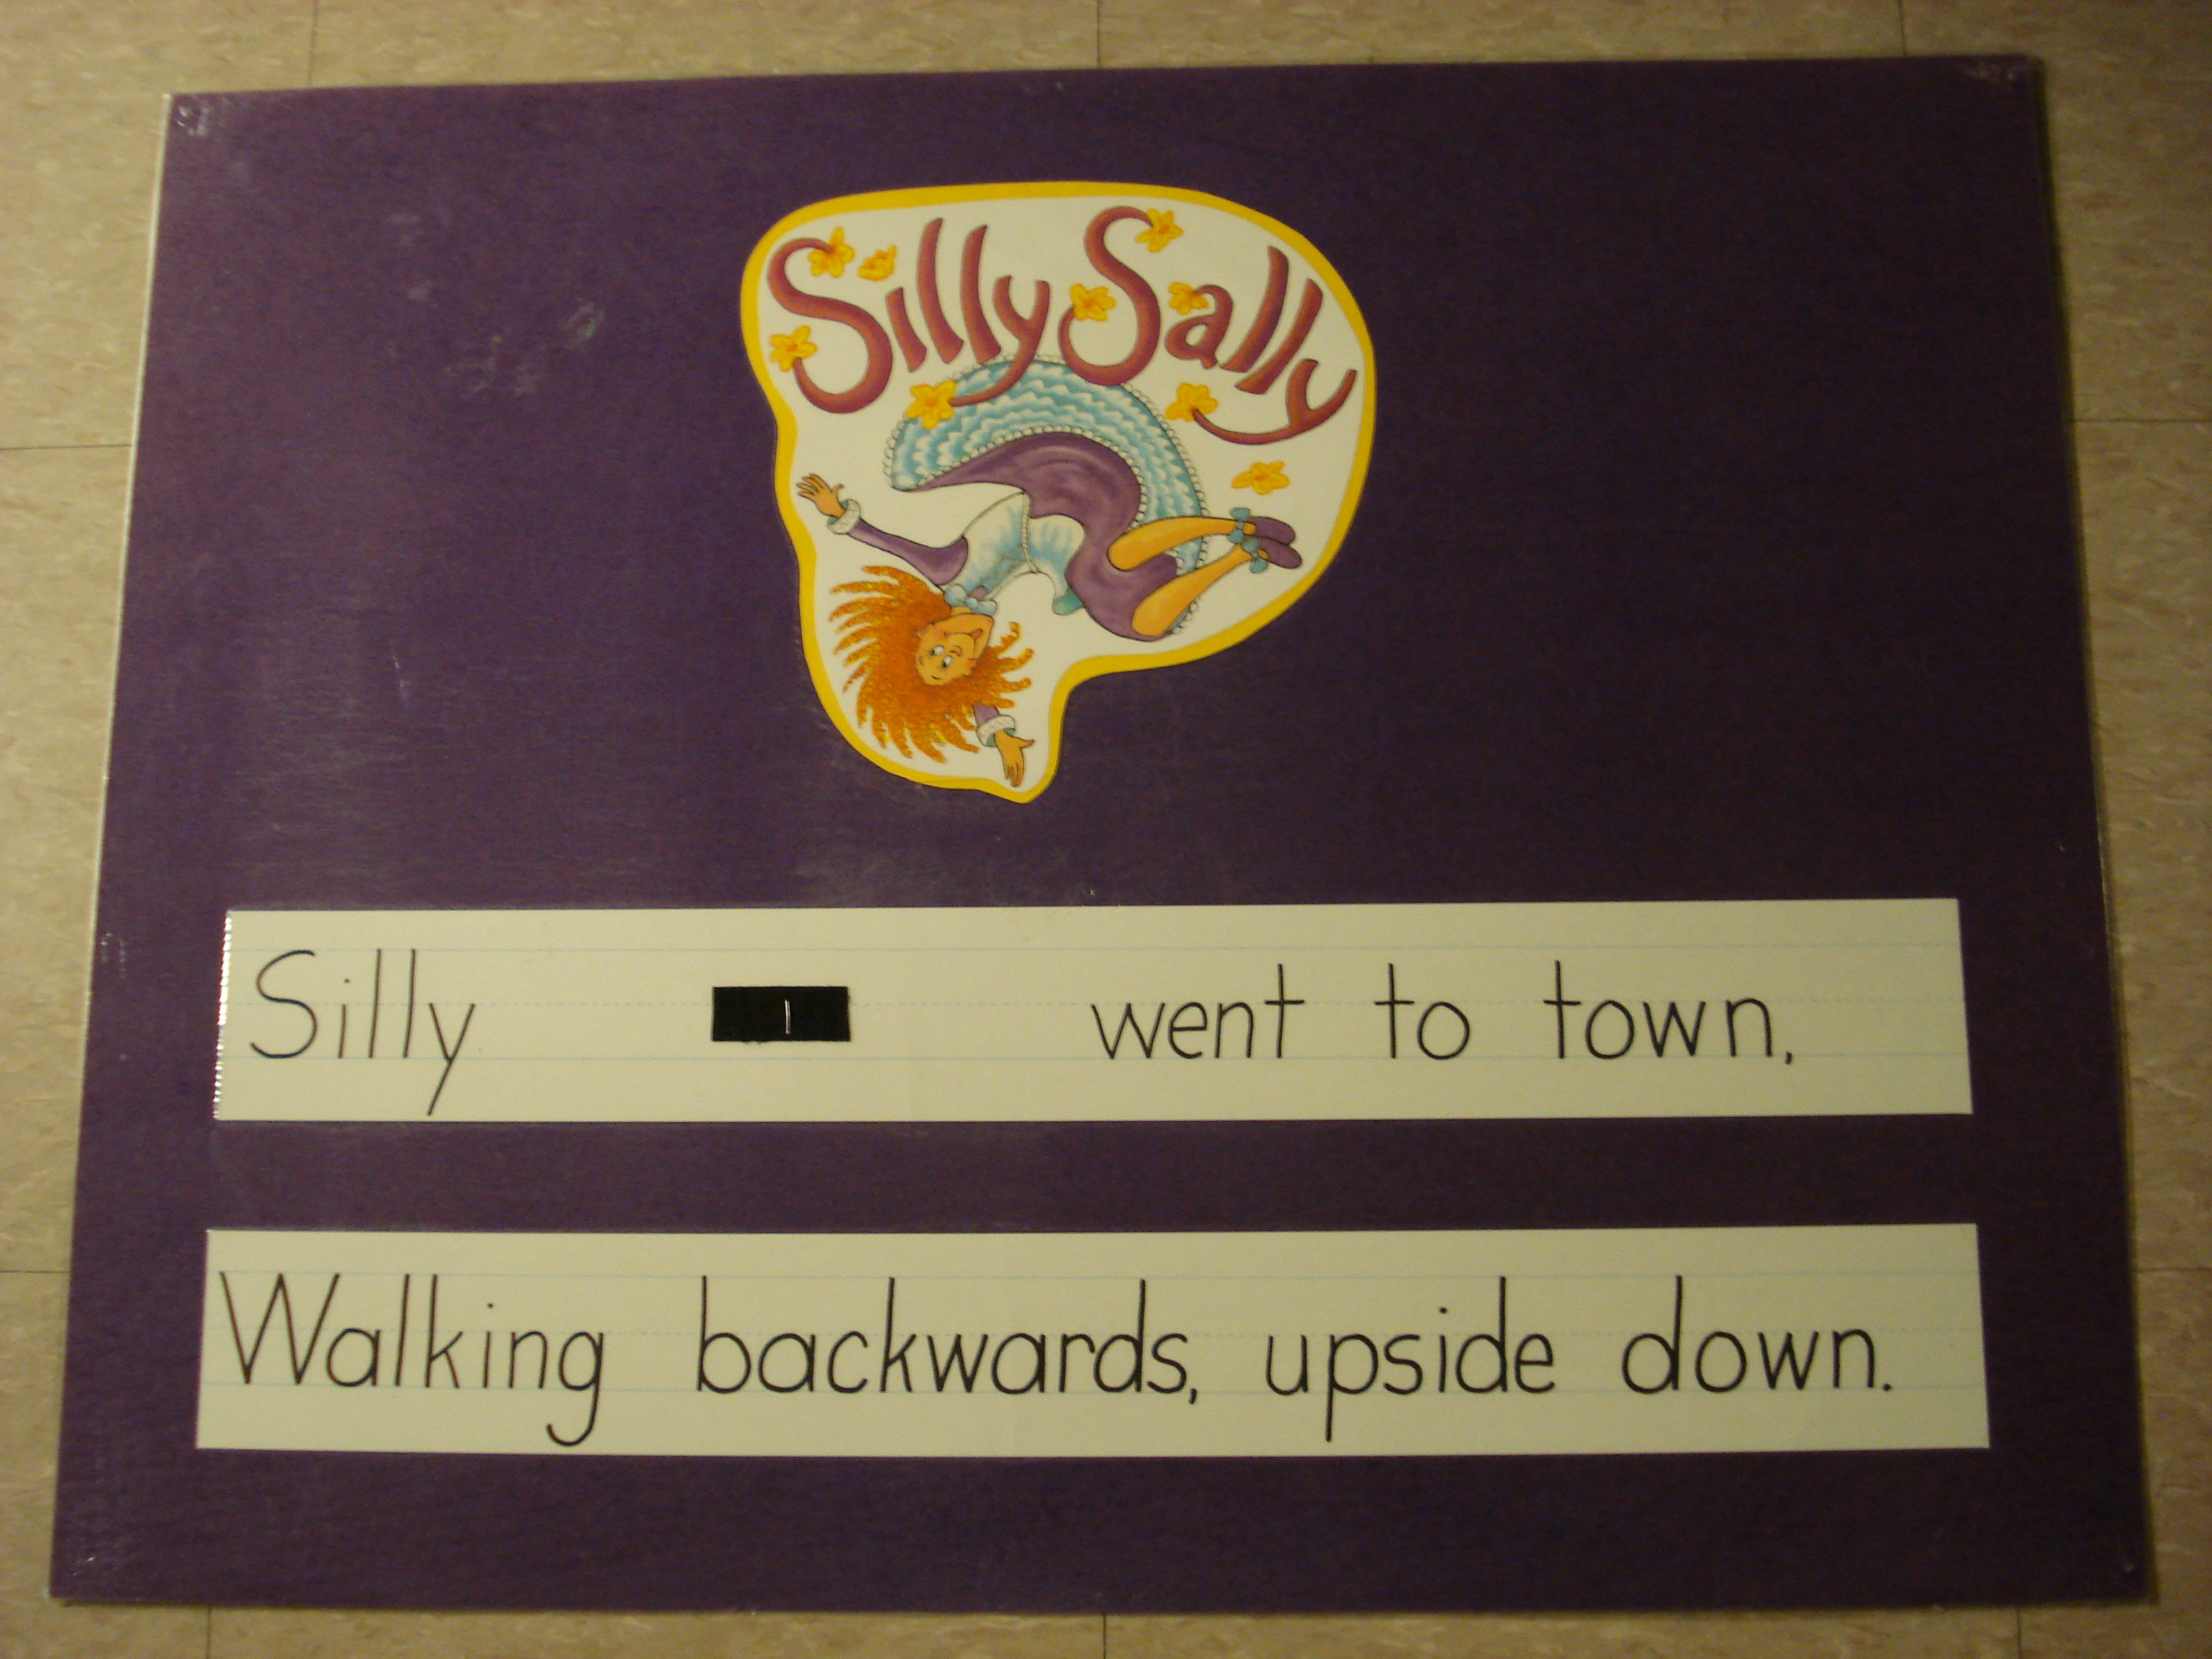 Silly Sally
Silly went to town,
Walking backwards, upside down.